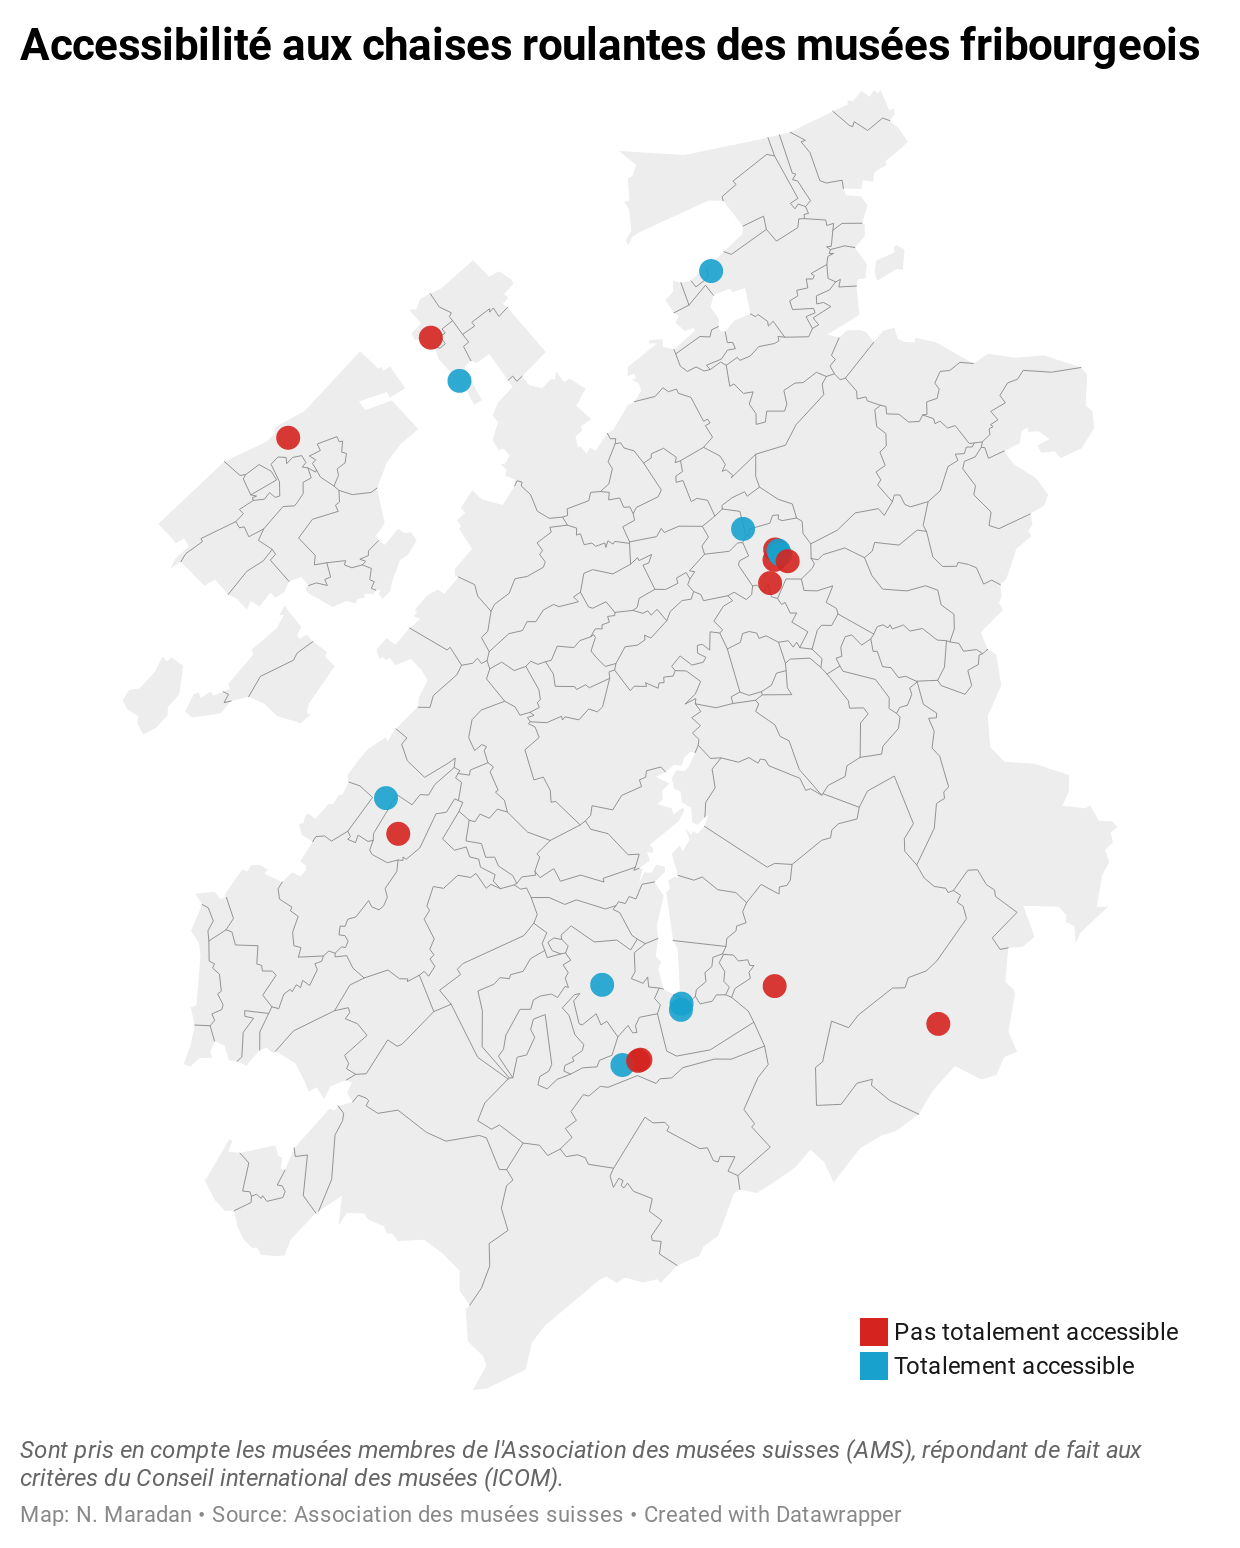 Accessibilité aux chaises roulantes des musées fribourgeois
Pas totalement accessible
Totalement accessible
Sont pris en compte les musées membres de l'Association des musées suisses (AMS), répondant de fait aux
critères du Conseil international des musées (ICOM).
Map: N. Maradan • Source: Association des musées suisses • Created with Datawrapper